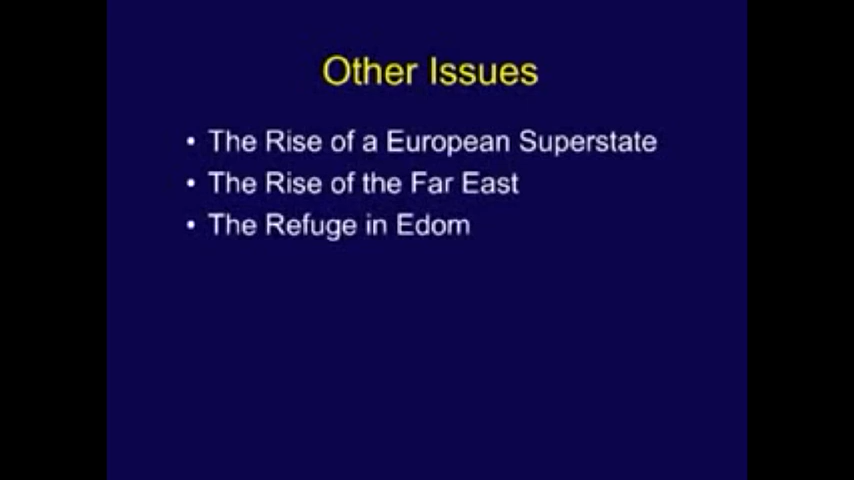 Other Issues
• The Rise of a European Superstate
• The Rise of the Far East
• The Refuge in Edom